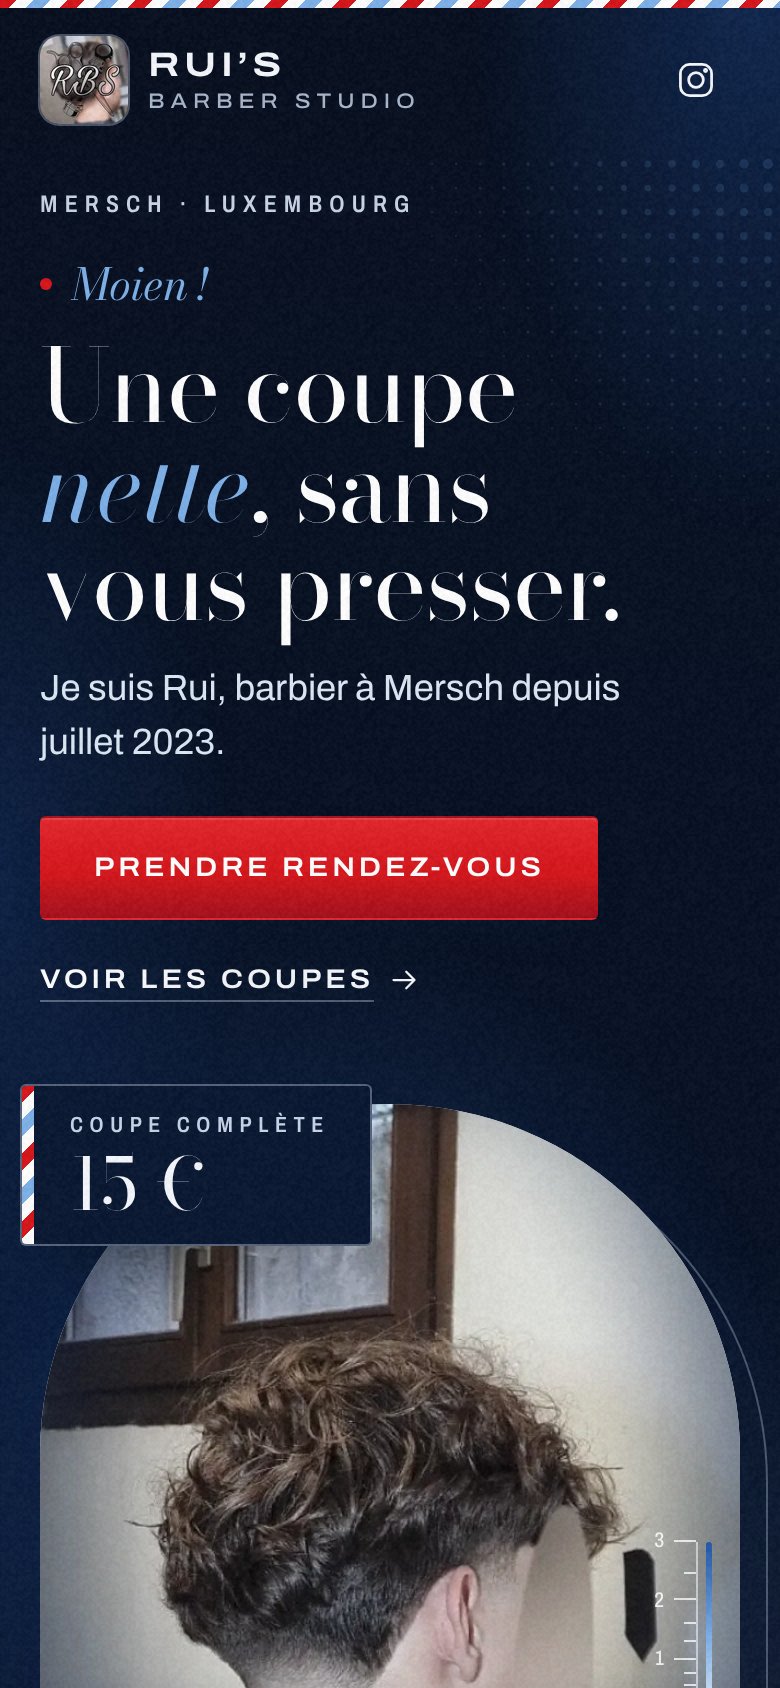 RBS
RUI’S
BARBER STUDIO
MERSCH · LUXEMBOURG
Moien !
Une coupe
nette, sans
vous presser.
Je suis Rui, barbier à Mersch depuis
juillet 2023.
PRENDRE RENDEZ-VOUS
VOIR LES COUPES →
COUPE COMPLÈTE
15 €
3
2
1